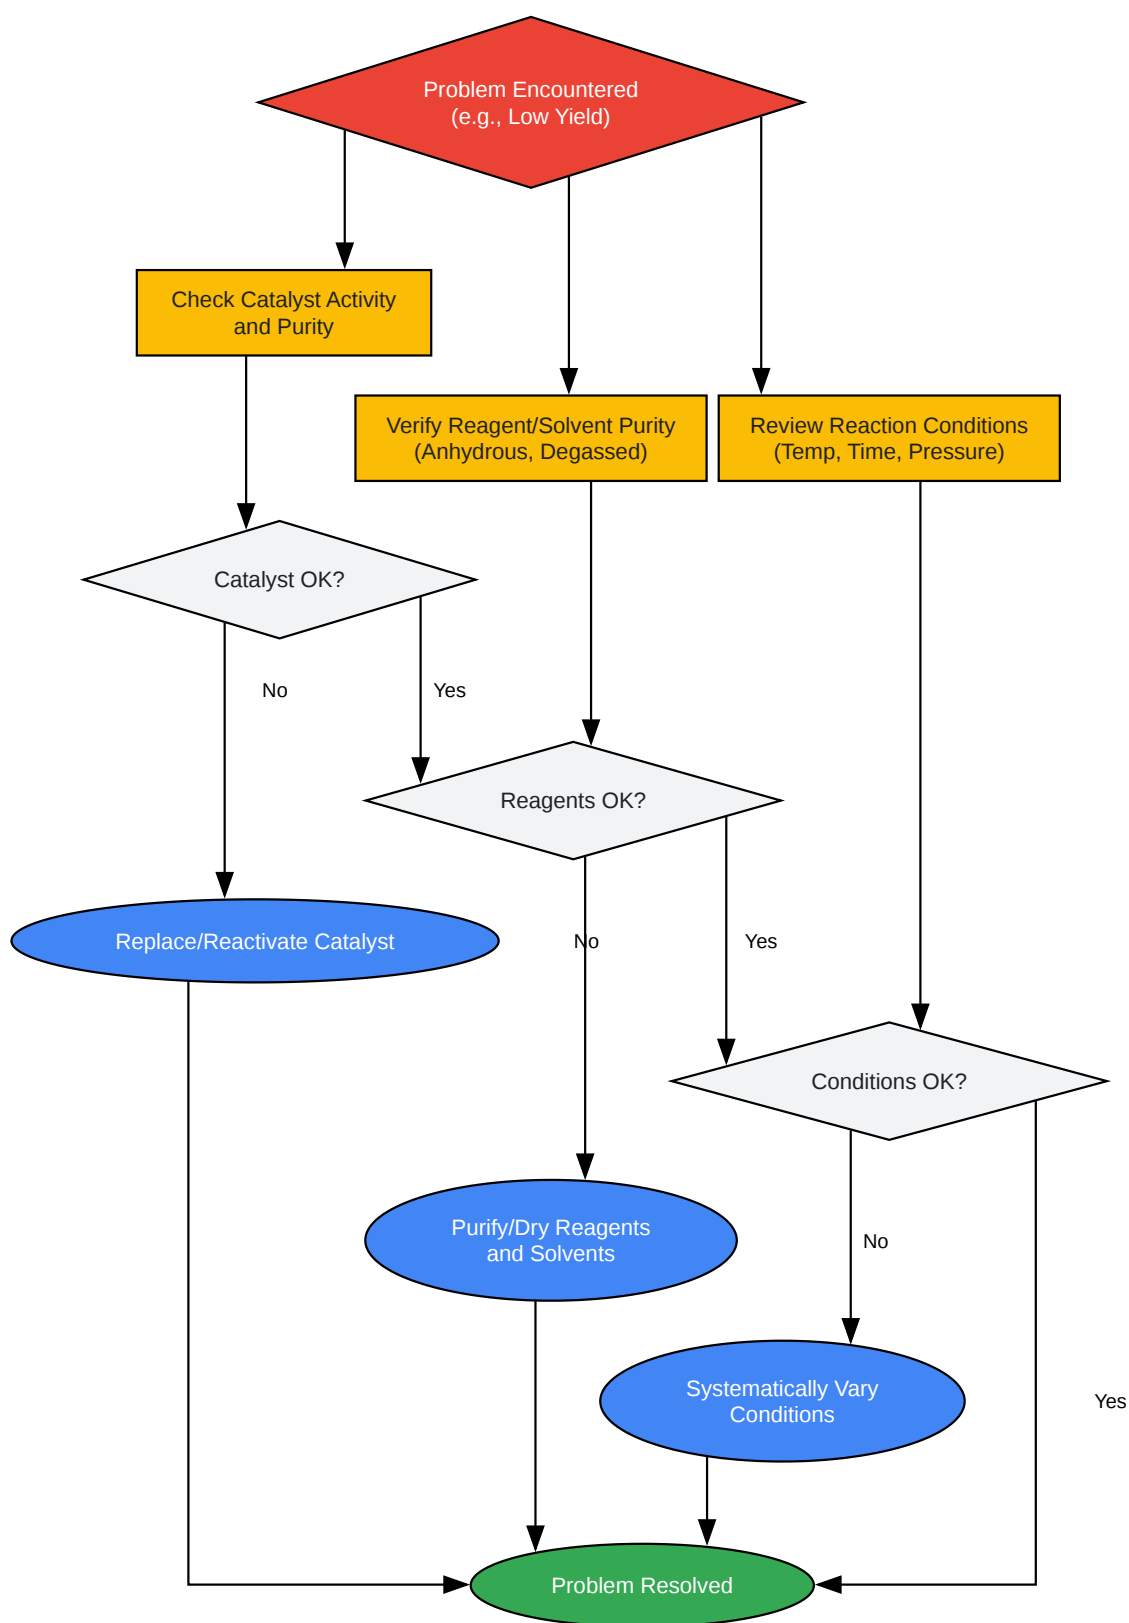 Problem Encountered
(e.g., Low Yield)
Check Catalyst Activity
and Purity
Verify Reagent/Solvent Purity
(Anhydrous, Degassed)
Review Reaction Conditions
(Temp, Time, Pressure)
Catalyst OK?
No
Yes
Reagents OK?
Replace/Reactivate Catalyst
No
Yes
Conditions OK?
Purify/Dry Reagents
and Solvents
No
Systematically Vary
Conditions
Yes
Problem Resolved